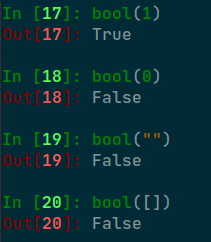 In [17]: bool(1)
Out[17]: True
In [18]: bool(0)
Out[18]: False
In [19]: bool("")
Out[19]: False
In [20]: bool([])
Out[20]: False